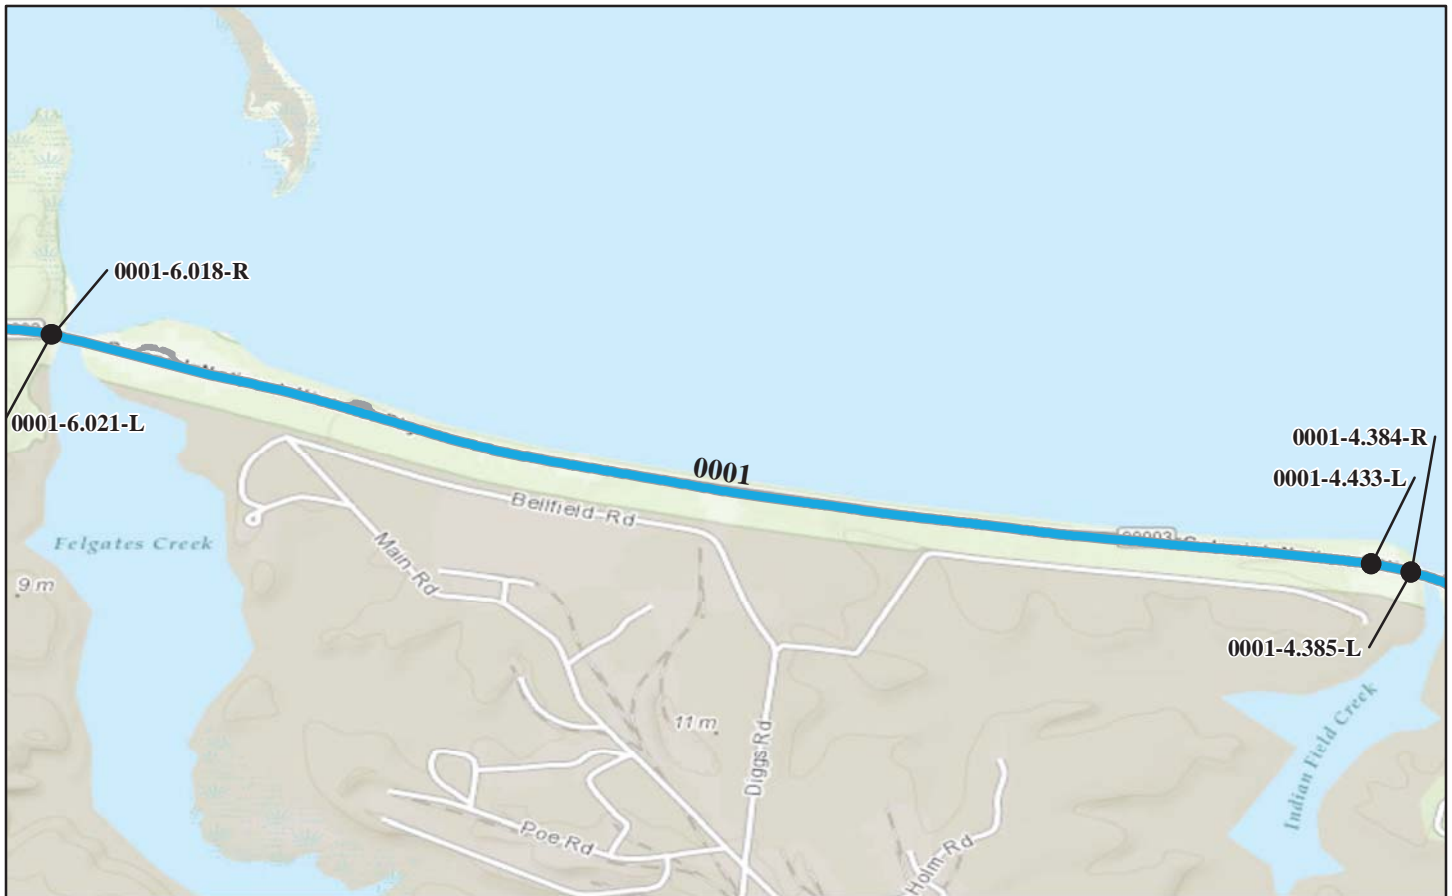 0001-6.018-R
0001-6.021-L
0001-4.384-R
0001
0001-4.433-L
Bellfield Rd
Felgates Creek
Main Rd
9 m
0001-4.385-L
11 m
Diggs Rd
Indian Field Creek
Poe Rd
Holm-Rd